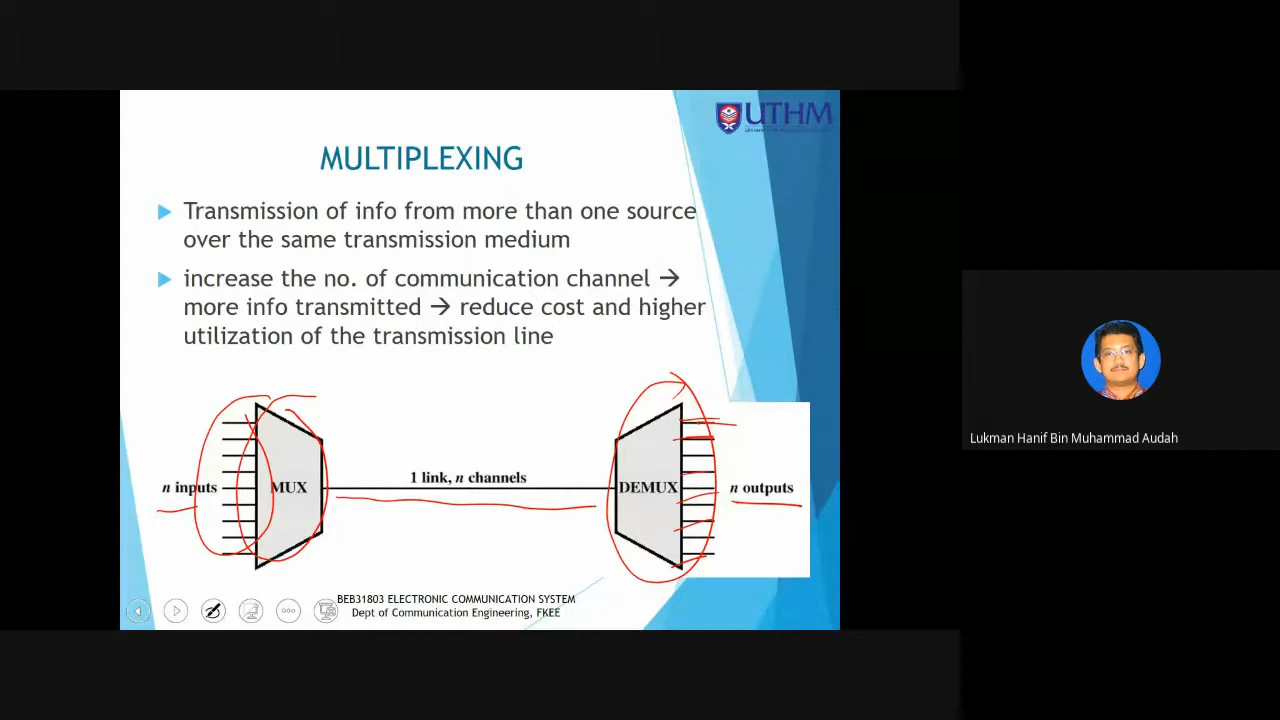 UTHM
MULTIPLEXING
Transmission of info from more than one source
over the same transmission medium
increase the no. of communication channel →
more info transmitted → reduce cost and higher
utilization of the transmission line
n inputs
MUX
1 link, n channels
DEMUX
n outputs
BEB31803 ELECTRONIC COMMUNICATION SYSTEM
Dept of Communication Engineering, FKEE
Lukman Hanif Bin Muhammad Audah